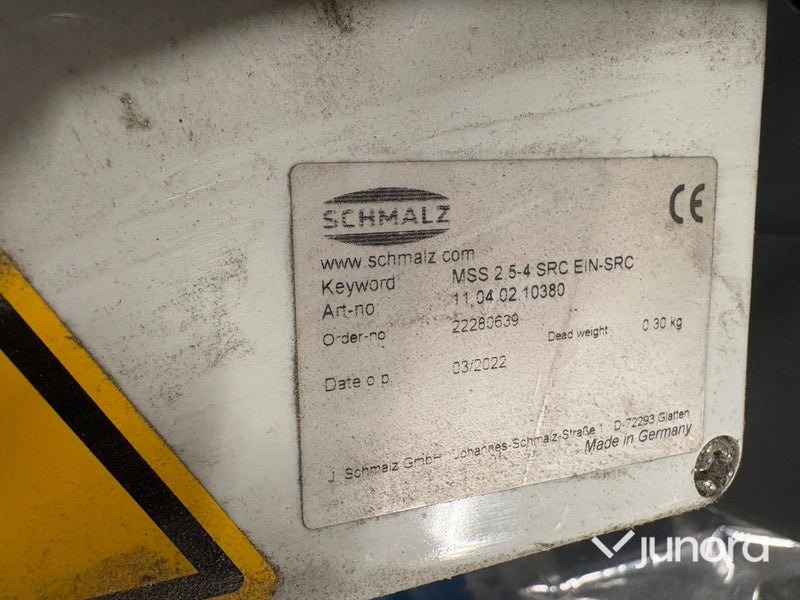 SCHMALZ
CE
www.schmalz.com
Keyword MSS 2.5-4 SRC EIN-SRC
Art-no. 11.04.02.10380
Order-no 22280639 Dead weight 0.30 kg
Date o.p. 03/2022
J. Schmalz GmbH Johannes-Schmalz-Straße 1 D-72293 Glatten
Made in Germany
junora